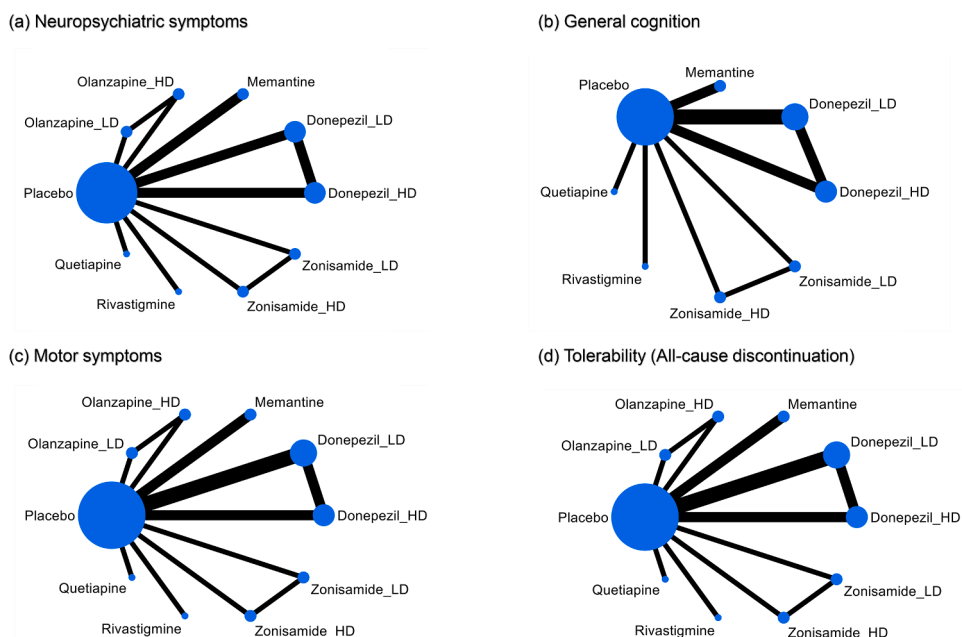 (a) Neuropsychiatric symptoms
Olanzapine_HD
Memantine
Olanzapine_LD
Donepezil_LD
Placebo
Donepezil_HD
Quetiapine
Zonisamide_LD
Rivastigmine
Zonisamide_HD
(b) General cognition
Memantine
Placebo
Donepezil_LD
Quetiapine
Donepezil_HD
Rivastigmine
Zonisamide_LD
Zonisamide_HD
(c) Motor symptoms
Olanzapine_HD
Memantine
Olanzapine_LD
Donepezil_LD
Placebo
Donepezil_HD
Quetiapine
Zonisamide_LD
Rivastigmine
Zonisamide_HD
(d) Tolerability (All-cause discontinuation)
Olanzapine_HD
Memantine
Olanzapine_LD
Donepezil_LD
Placebo
Donepezil_HD
Quetiapine
Zonisamide_LD
Rivastigmine
Zonisamide_HD